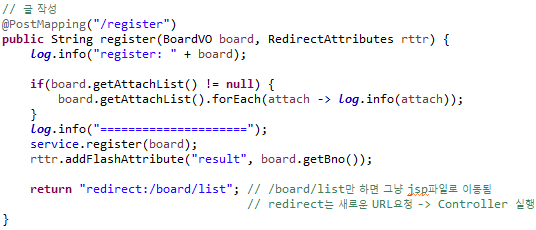 // 글 작성
@PostMapping("/register")
public String register(BoardVO board, RedirectAttributes rttr) {
    log.info("register: " + board);

    if(board.getAttachList() != null) {
        board.getAttachList().forEach(attach -> log.info(attach));
    }
    log.info("======================");
    service.register(board);
    rttr.addFlashAttribute("result", board.getBno());

    return "redirect:/board/list"; // /board/list만 하면 그냥 jsp파일로 이동됨
                                   // redirect는 새로운 URL요청 -> Controller 실행
}